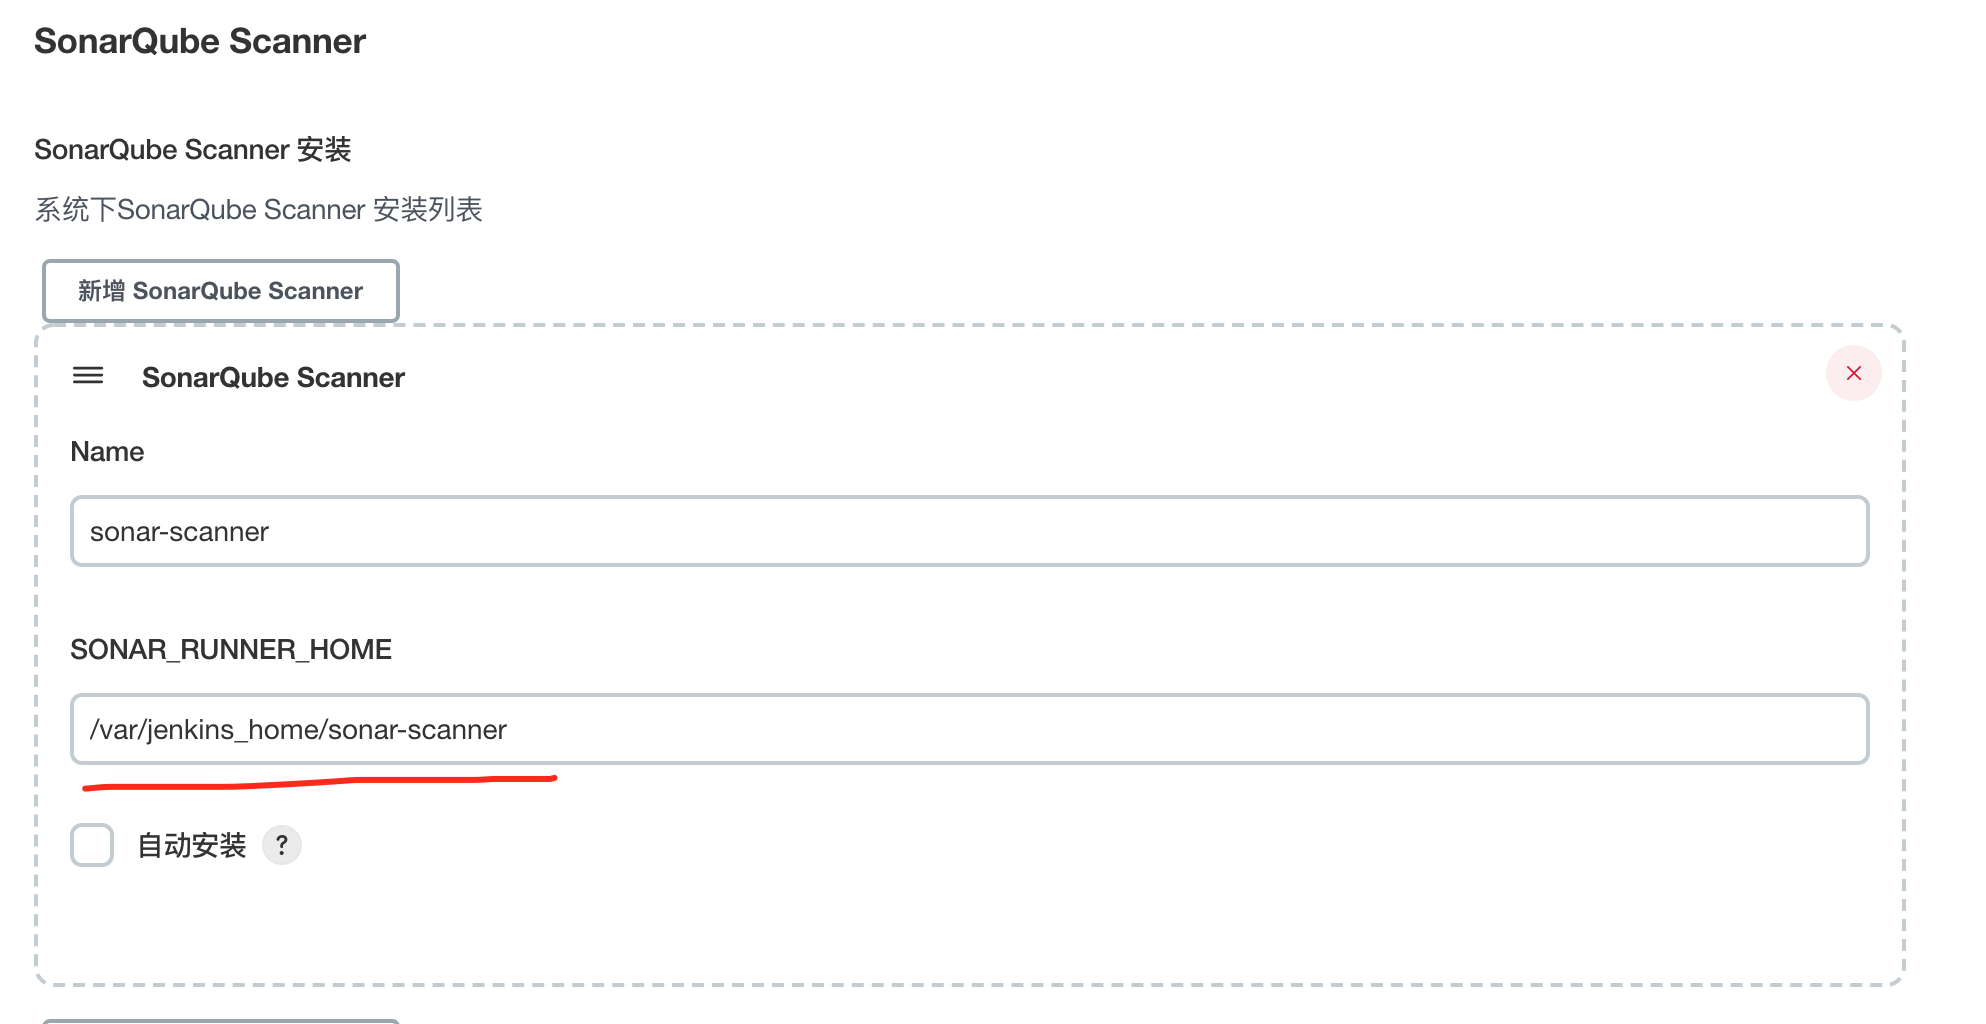 SonarQube Scanner
SonarQube Scanner 安装
系统下SonarQube Scanner 安装列表
新增 SonarQube Scanner
SonarQube Scanner
Name
sonar-scanner
SONAR_RUNNER_HOME
/var/jenkins_home/sonar-scanner
自动安装 ?